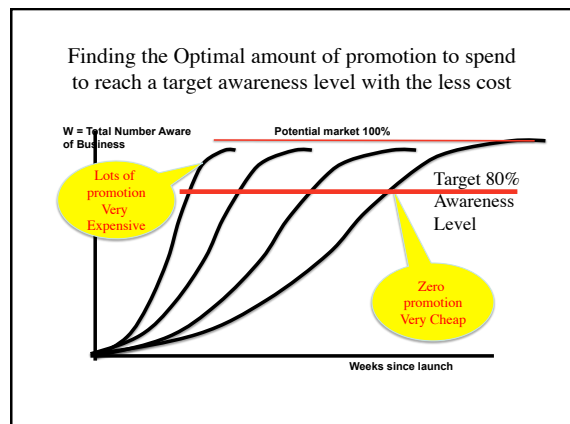 Finding the Optimal amount of promotion to spend
to reach a target awareness level with the less cost
W = Total Number Aware
of Business
Potential market 100%
Lots of
promotion
Very
Expensive
Target 80%
Awareness
Level
Zero
promotion
Very Cheap
Weeks since launch